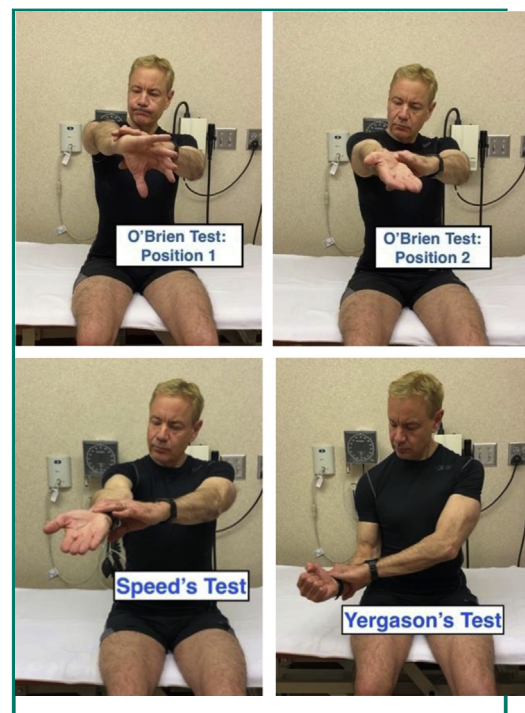 O'Brien Test:
Position 1
O'Brien Test:
Position 2
Speed's Test
Yergason's Test